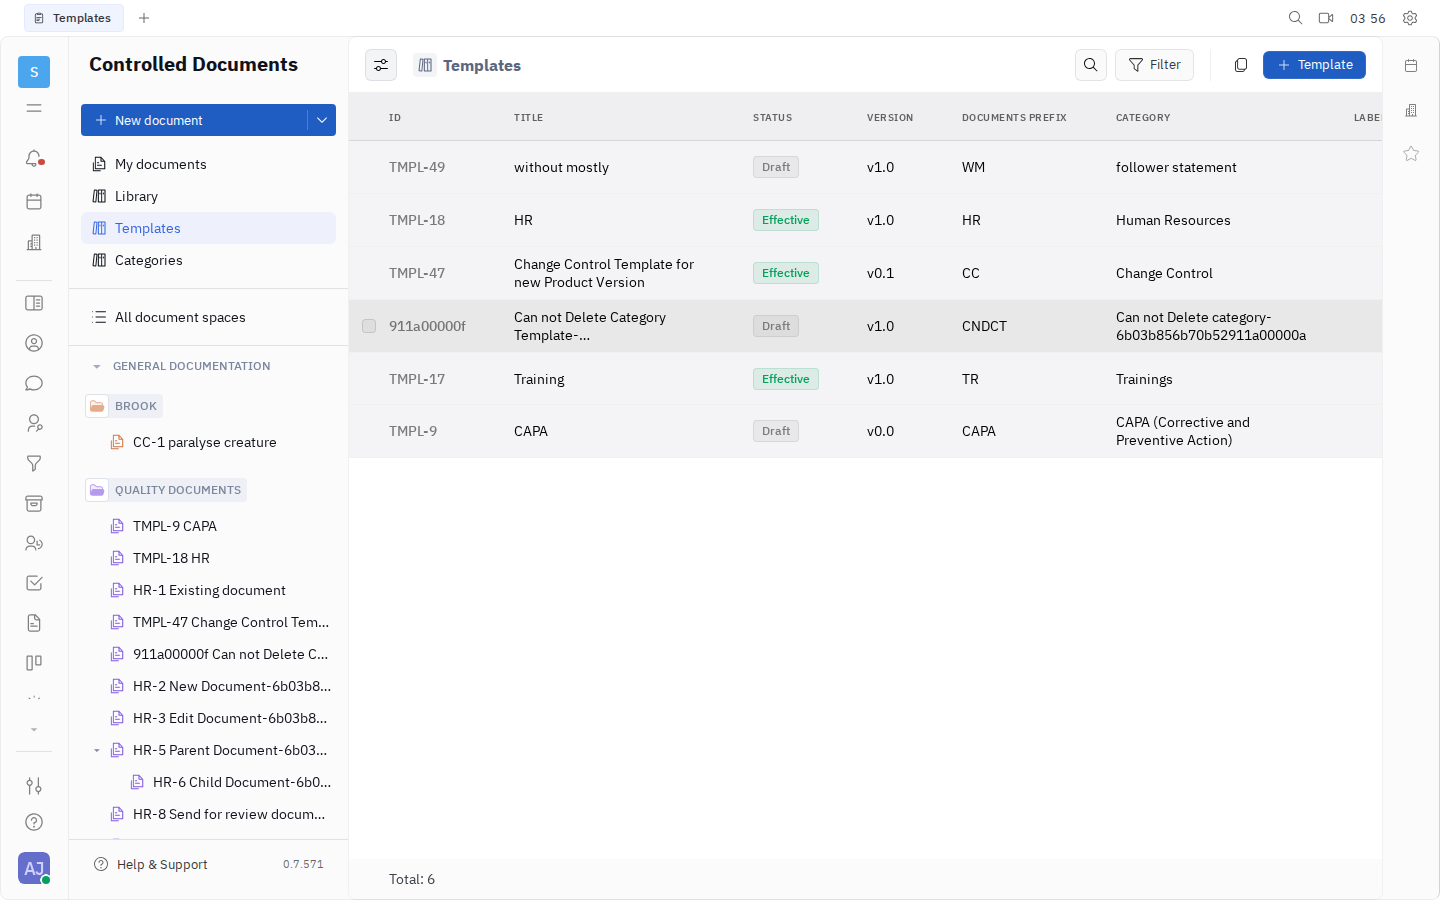 Templates
03 56
S
Controlled Documents
New document
My documents
Library
Templates
Categories
All document spaces
GENERAL DOCUMENTATION
BROOK
CC-1 paralyse creature
QUALITY DOCUMENTS
TMPL-9 CAPA
TMPL-18 HR
HR-1 Existing document
TMPL-47 Change Control Tem...
911a00000f Can not Delete C...
HR-2 New Document-6b03b8...
HR-3 Edit Document-6b03b8...
HR-5 Parent Document-6b03...
HR-6 Child Document-6b0...
HR-8 Send for review docum...
Help & Support 0.7.571
AJ
Templates
Filter
Template
ID TITLE STATUS VERSION DOCUMENTS PREFIX CATEGORY LABEL
TMPL-49 without mostly Draft v1.0 WM follower statement
TMPL-18 HR Effective v1.0 HR Human Resources
TMPL-47 Change Control Template for new Product Version Effective v0.1 CC Change Control
911a00000f Can not Delete Category Template-... Draft v1.0 CNDCT Can not Delete category-6b03b856b70b52911a00000a
TMPL-17 Training Effective v1.0 TR Trainings
TMPL-9 CAPA Draft v0.0 CAPA CAPA (Corrective and Preventive Action)
Total: 6